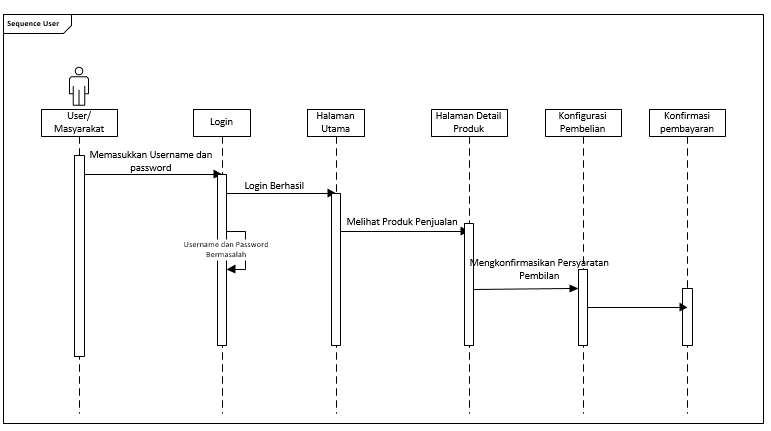 Sequence User
User/
Masyarakat
Login
Halaman
Utama
Halaman Detail
Produk
Konfigurasi
Pembelian
Konfirmasi
pembayaran
Memasukkan Username dan
password
Login Berhasil
Melihat Produk Penjualan
Username dan Password
Bermasalah
Mengkonfirmasikan Persyaratan
Pembilan